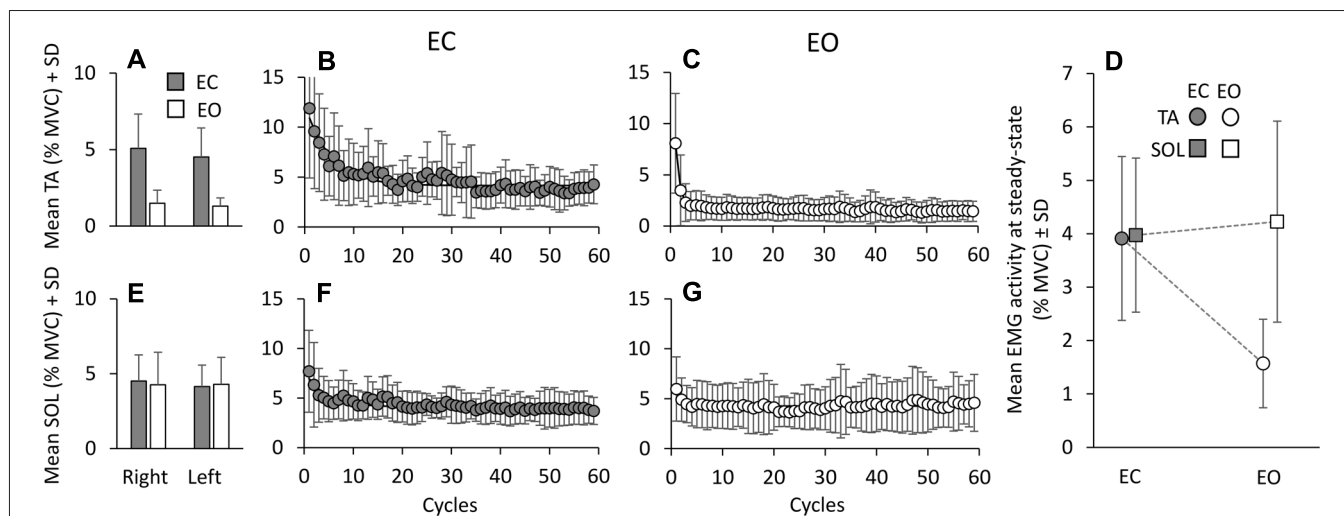 EC
EO
A
Mean TA (% MVC) + SD
10
5
0
EC
EO
B
15
10
5
0
0 10 20 30 40 50 60
C
15
10
5
0
0 10 20 30 40 50 60
E
Mean SOL (% MVC) + SD
10
5
0
Right Left
F
15
10
5
0
0 10 20 30 40 50 60
Cycles
G
15
10
5
0
0 10 20 30 40 50 60
Cycles
D
Mean EMG activity at steady-state
(% MVC) ± SD
7
6
5
4
3
2
1
0
EC EO
TA
SOL
EC EO